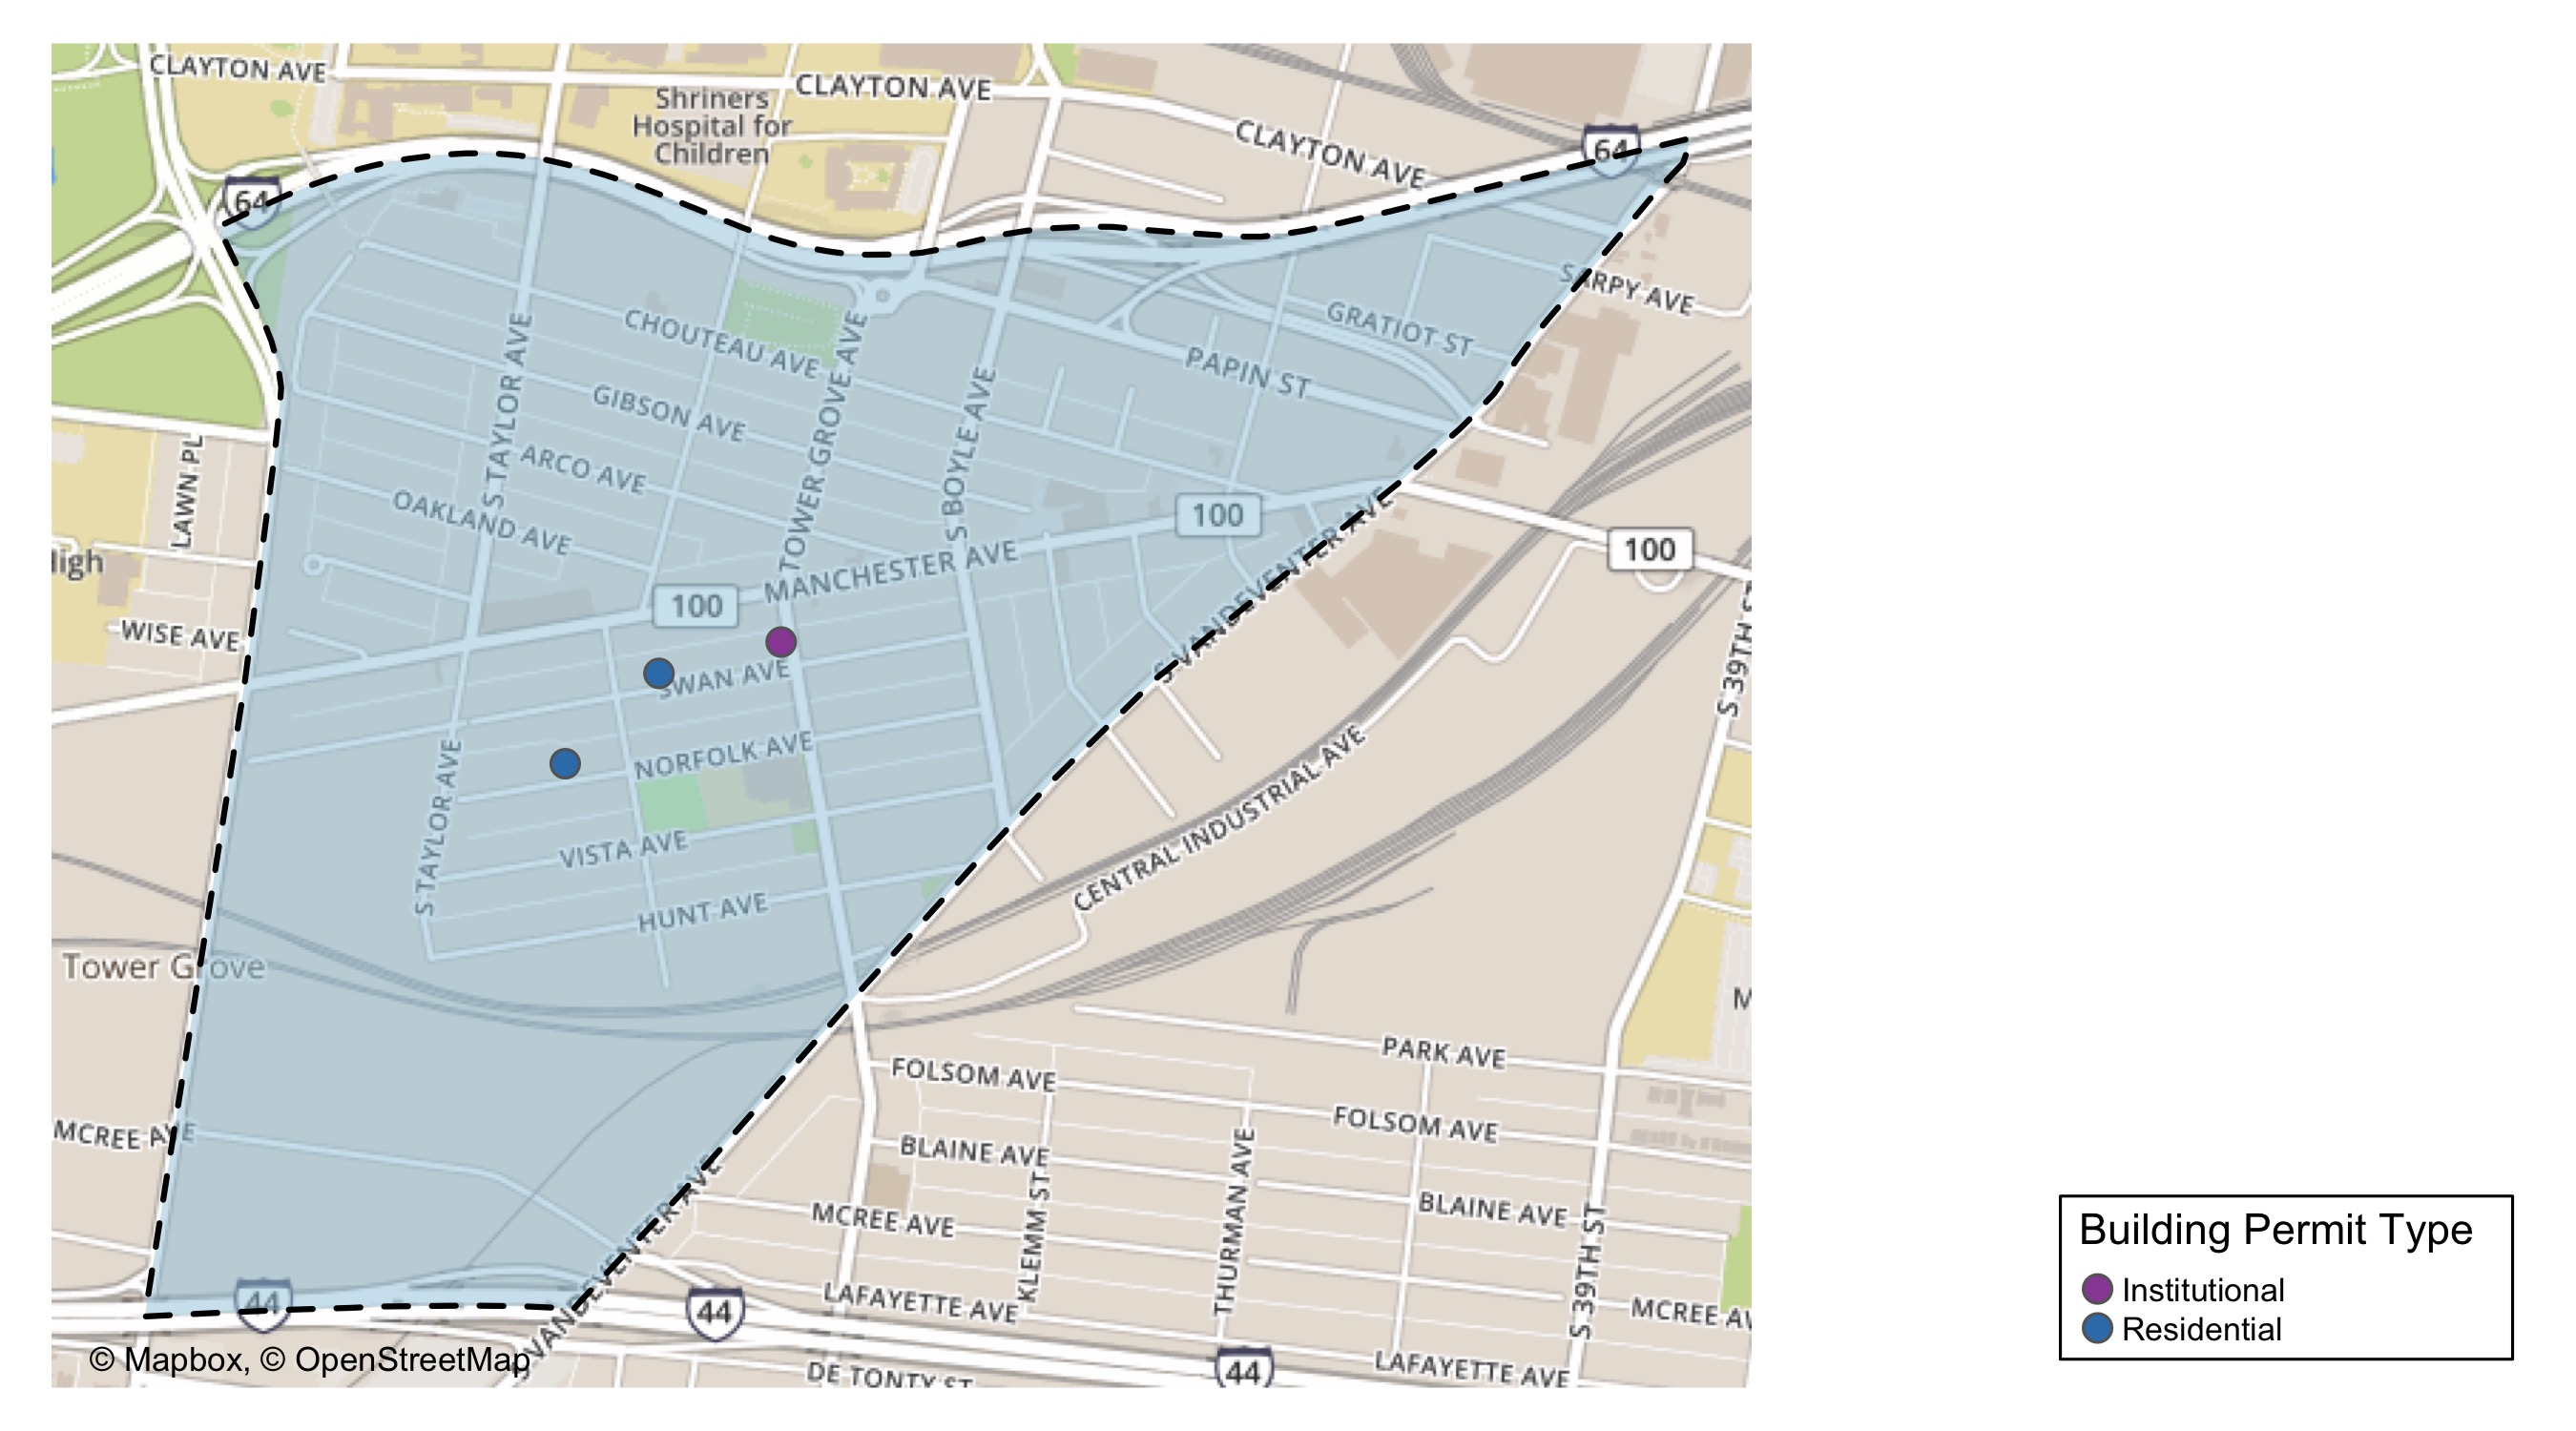 CLAYTON AVE
CLAYTON AVE
Shriners
Hospital for
Children
CLAYTON AVE
64
64
SARPY AVE
CHOUTEAU AVE
GRATIOT ST
PAPIN ST
S TAYLOR AVE
TOWER GROVE AVE
S BOYLE AVE
GIBSON AVE
ARCO AVE
OAKLAND AVE
LAWN PL
100
100
MANCHESTER AVE
S VANDEVENTER AVE
100
WISE AVE
SWAN AVE
S 39TH ST
NORFOLK AVE
S TAYLOR AVE
VISTA AVE
CENTRAL INDUSTRIAL AVE
HUNT AVE
Tower Grove
PARK AVE
FOLSOM AVE
FOLSOM AVE
MCREE AVE
BLAINE AVE
BLAINE AVE
MCREE AVE
KLEMM ST
THURMAN AVE
S 39TH ST
S VANDEVENTER AVE
LAFAYETTE AVE
MCREE AV
44
44
44
LAFAYETTE AVE
DE TONTY ST
© Mapbox, © OpenStreetMap
Building Permit Type
Institutional
Residential